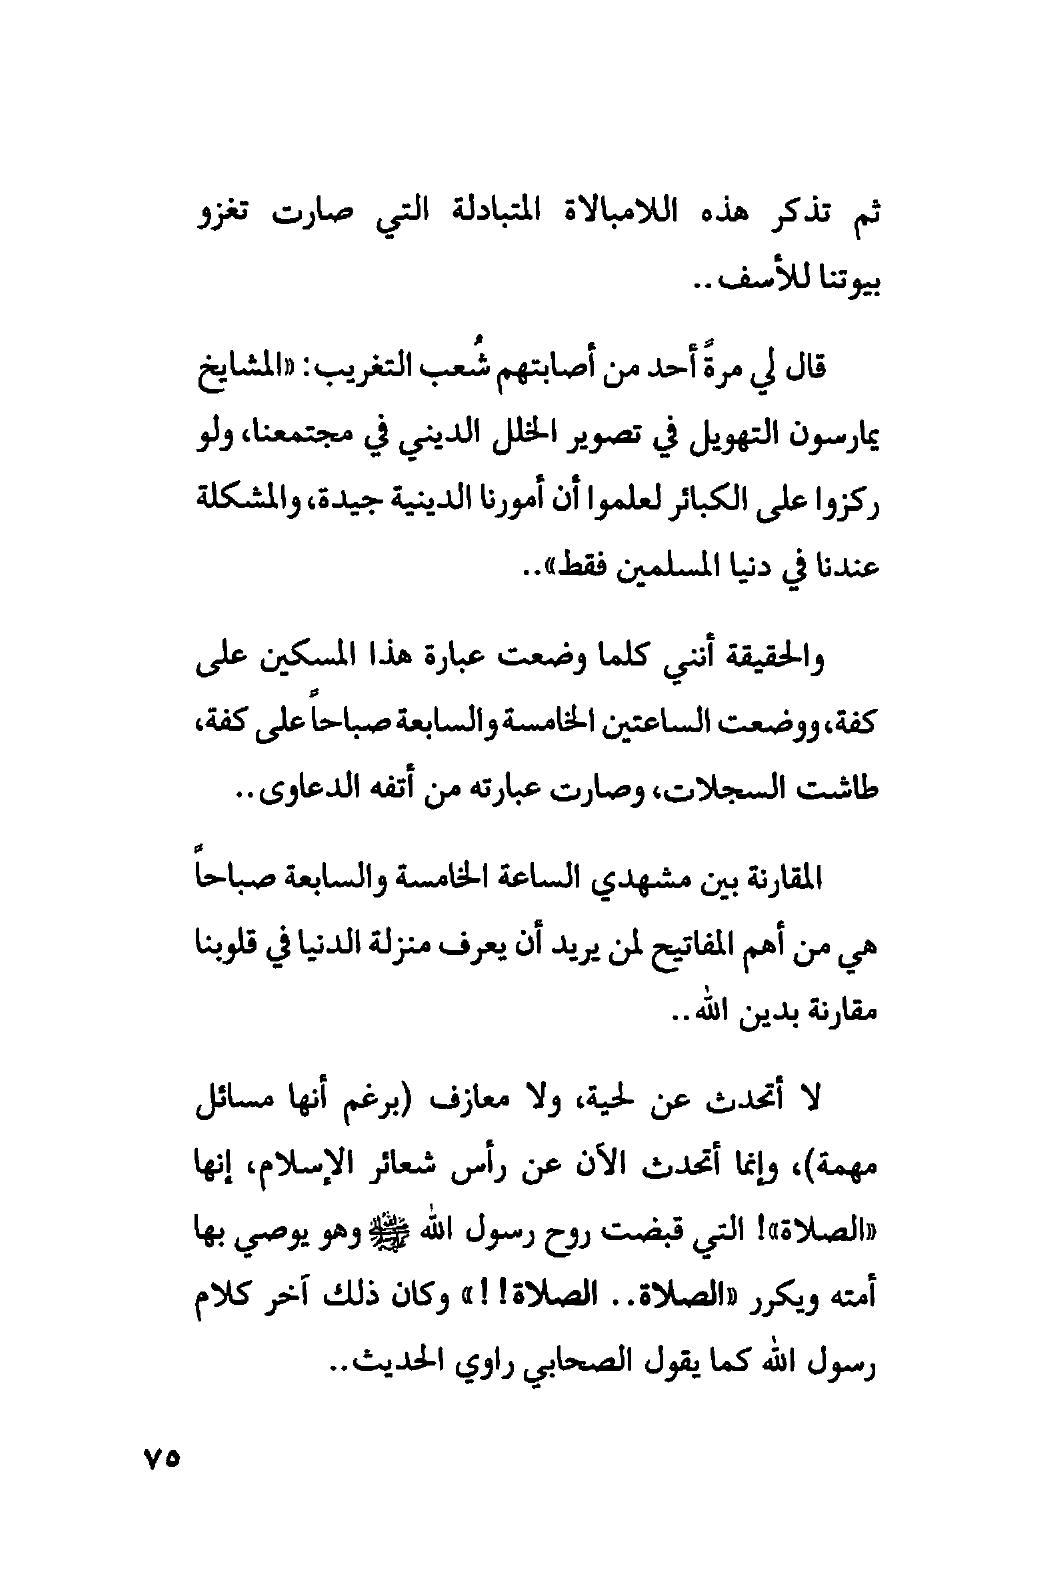 ثم تذكر هذه اللامبالاة المتبادلة التي صارت تغزو
بيوتنا للأسف..
قال لي مرةً أحد من أصابتهم شُعب التغريب: «المشايخ
يمارسون التهويل في تصوير الخلل الديني في مجتمعنا، ولو
ركزوا على الكبائر لعلموا أن أمورنا الدينية جيدة، والمشكلة
عندنا في دنيا المسلمين فقط»..
والحقيقة أنني كلما وضعت عبارة هذا المسكين على
كفة، ووضعت الساعتين الخامسة والسابعة صباحاً على كفة،
طاشت السجلات، وصارت عبارته من أتفه الدعاوى..
المقارنة بين مشهدي الساعة الخامسة والسابعة صباحاً
هي من أهم المفاتيح لمن يريد أن يعرف منزلة الدنيا في قلوبنا
مقارنة بدين الله..
لا أتحدث عن لحية، ولا معازف (برغم أنها مسائل
مهمة)، وإنما أتحدث الآن عن رأس شعائر الإسلام، إنها
«الصلاة»! التي قبضت روح رسول الله ﷺ وهو يوصي بها
أمته ويكرر «الصلاة.. الصلاة!!» وكان ذلك آخر كلام
رسول الله كما يقول الصحابي راوي الحديث..
٧٥